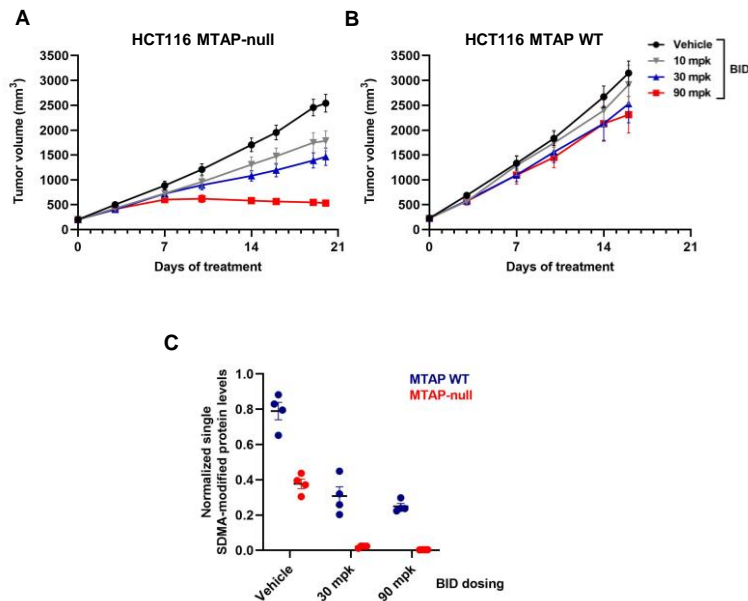 A
HCT116 MTAP-null
Tumor volume (mm³)
3500
3000
2500
2000
1500
1000
500
0
0 7 14 21
Days of treatment
B
HCT116 MTAP WT
Tumor volume (mm³)
3500
3000
2500
2000
1500
1000
500
0
0 7 14 21
Days of treatment
Vehicle
10 mpk
30 mpk
90 mpk
BID
C
Normalized single
SDMA-modified protein levels
1.0
0.8
0.6
0.4
0.2
0.0
MTAP WT
MTAP-null
Vehicle
30 mpk
90 mpk
BID dosing